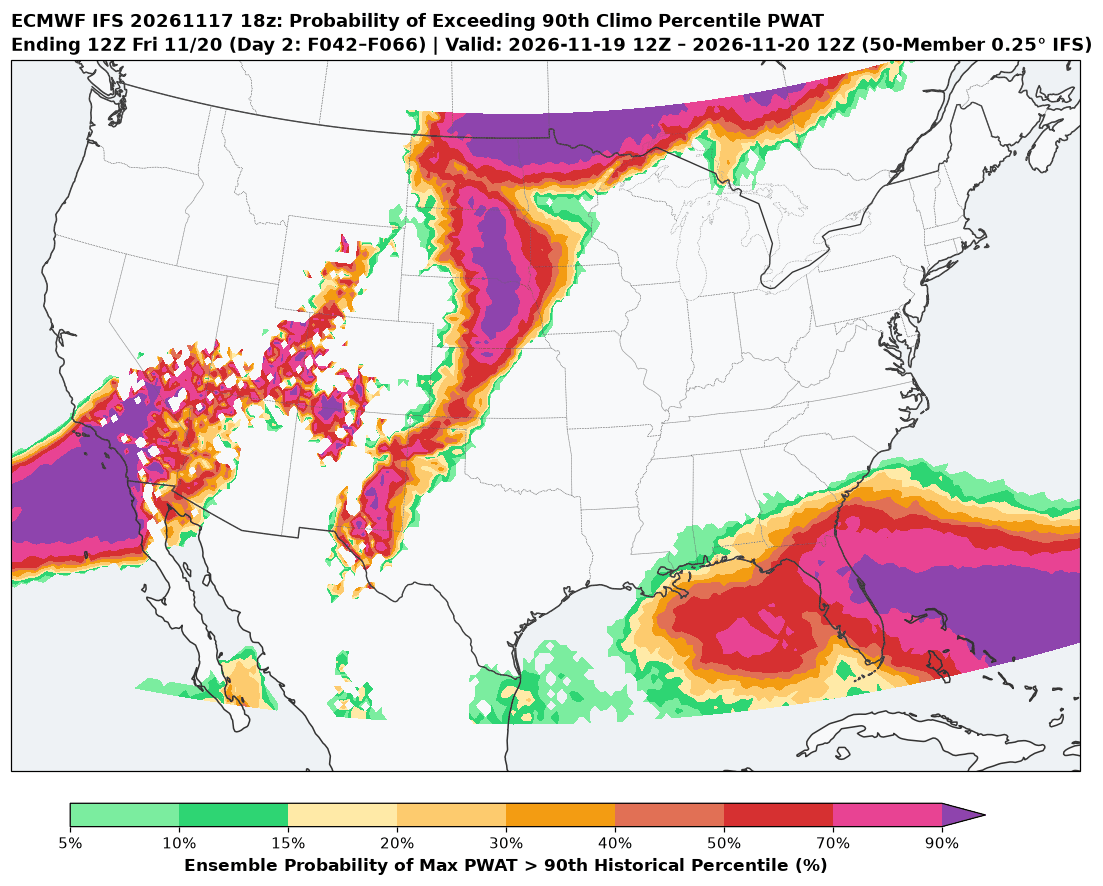 ECMWF IFS 20261117 18z: Probability of Exceeding 90th Climo Percentile PWAT
Ending 12Z Fri 11/20 (Day 2: F042–F066) | Valid: 2026-11-19 12Z – 2026-11-20 12Z (50-Member 0.25° IFS)
5% 10% 15% 20% 30% 40% 50% 70% 90%
Ensemble Probability of Max PWAT > 90th Historical Percentile (%)